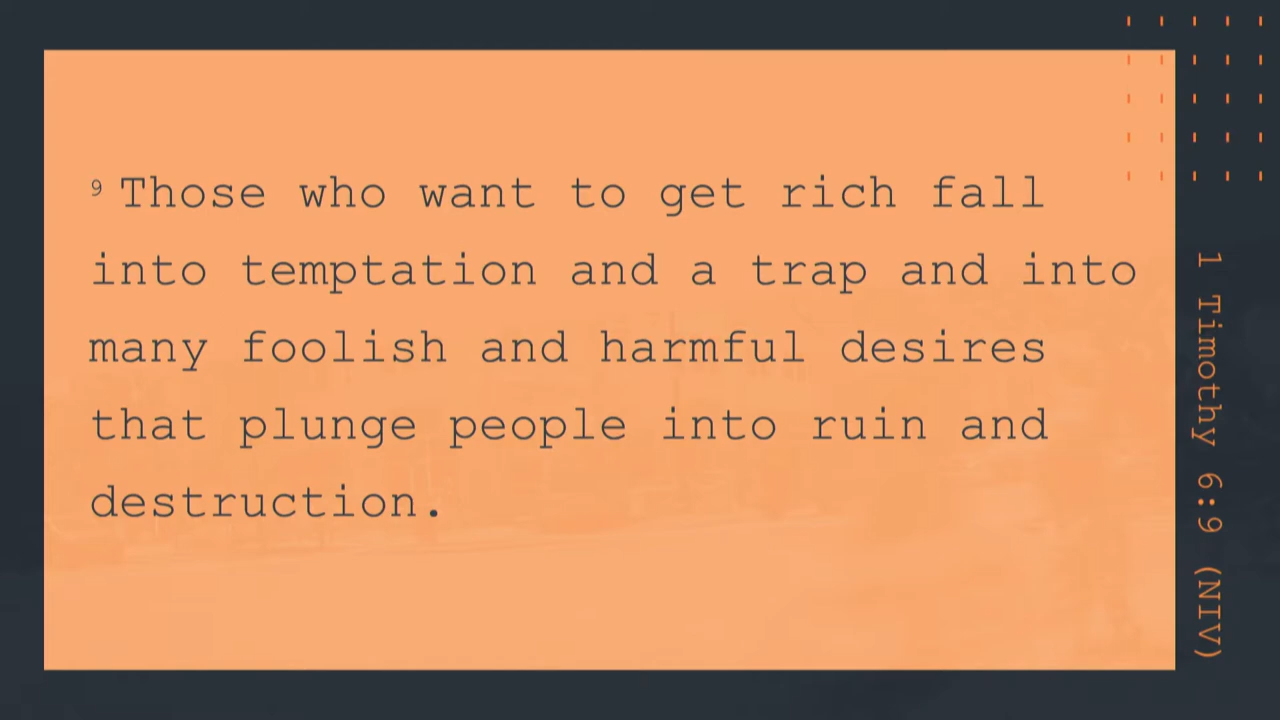 9 Those who want to get rich fall
into temptation and a trap and into
many foolish and harmful desires
that plunge people into ruin and
destruction.
1 Timothy 6:9 (NIV)